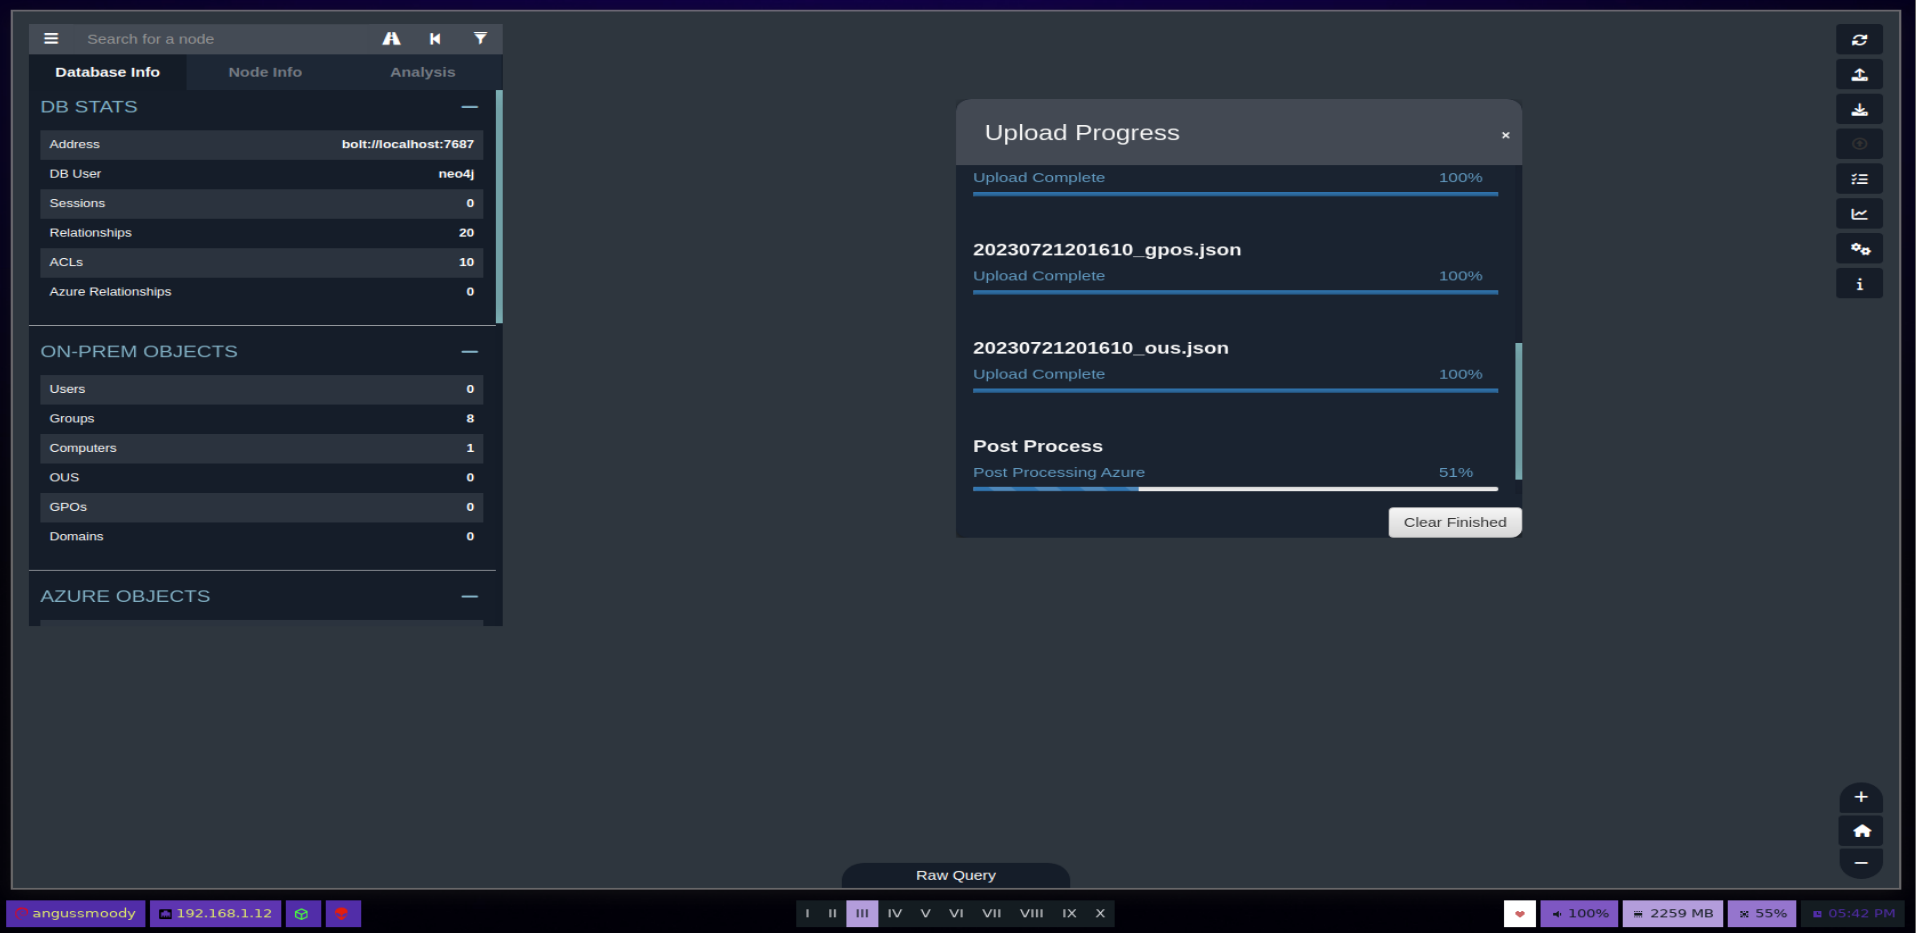 Search for a node
Database Info Node Info Analysis
DB STATS
Address bolt://localhost:7687
DB User neo4j
Sessions 0
Relationships 20
ACLs 10
Azure Relationships 0
ON-PREM OBJECTS
Users 0
Groups 8
Computers 1
OUS 0
GPOs 0
Domains 0
AZURE OBJECTS
Upload Progress ×
Upload Complete 100%
20230721201610_gpos.json
Upload Complete 100%
20230721201610_ous.json
Upload Complete 100%
Post Process
Post Processing Azure 51%
Clear Finished
Raw Query
angussmoody 192.168.1.12 I II III IV V VI VII VIII IX X 100% 2259 MB 55% 05:42 PM